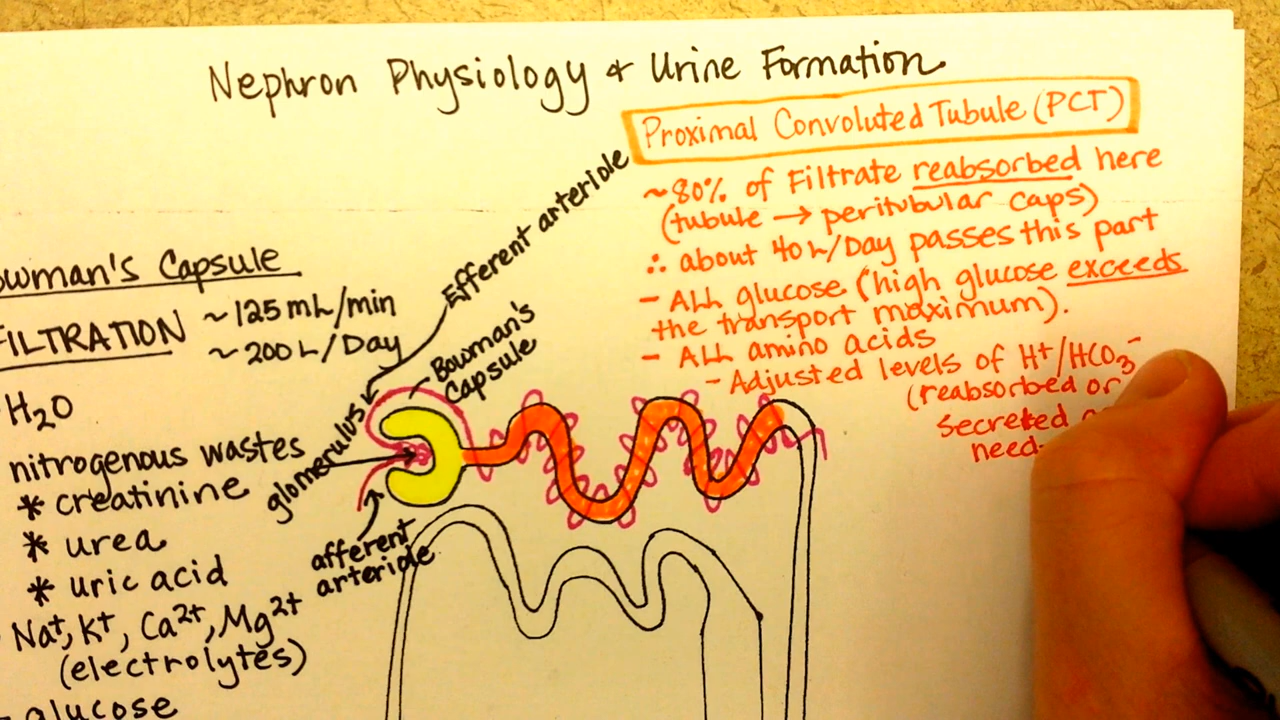 Nephron Physiology + Urine Formation
Proximal Convoluted Tubule (PCT)
~80% of Filtrate reabsorbed here
(tubule → peritubular caps)
∴ about 40 L/Day passes this part
- ALL glucose (high glucose exceeds
the transport maximum).
- ALL amino acids
- Adjusted levels of H+/HCO3-
(reabsorbed or
secreted
need
Efferent arteriole
Bowman's
Capsule
glomerulus
afferent
arteriole
owman's Capsule
FILTRATION ~125 mL/min
~200 L/Day
H2O
nitrogenous wastes
* creatinine
* urea
* uric acid
Na+, K+, Ca2+, Mg2+
(electrolytes)
- glucose